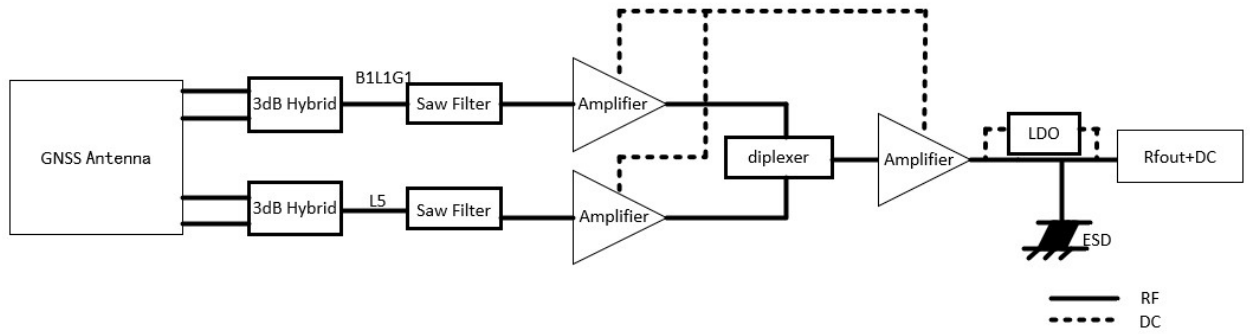 GNSS Antenna
3dB Hybrid
B1L1G1
Saw Filter
Amplifier
3dB Hybrid
L5
Saw Filter
Amplifier
diplexer
Amplifier
LDO
Rfout+DC
ESD
RF
DC